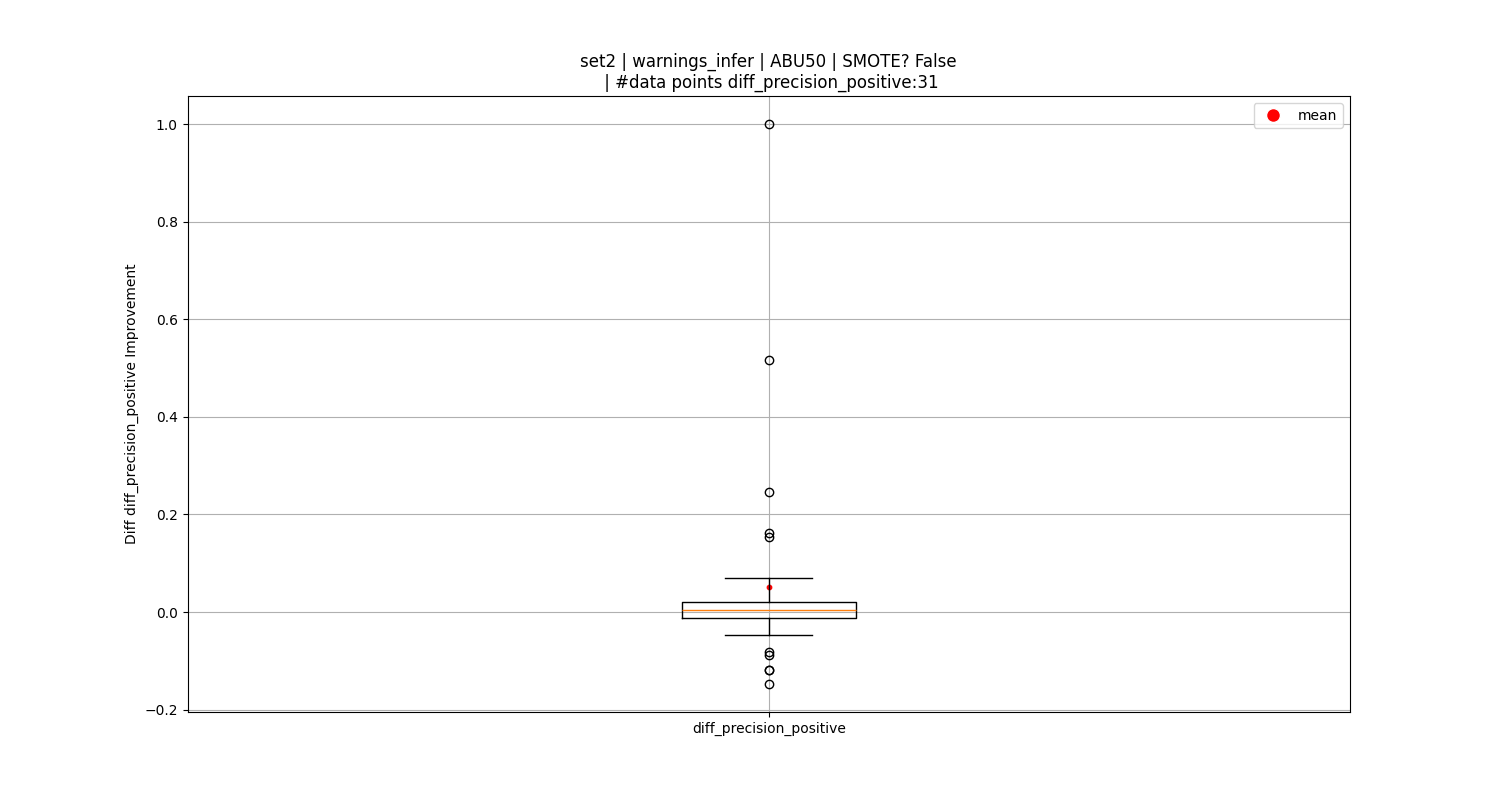 set2 | warnings_infer | ABU50 | SMOTE? False
| #data points diff_precision_positive:31
mean
1.0
0.8
0.6
0.4
0.2
0.0
−0.2
Diff diff_precision_positive Improvement
diff_precision_positive